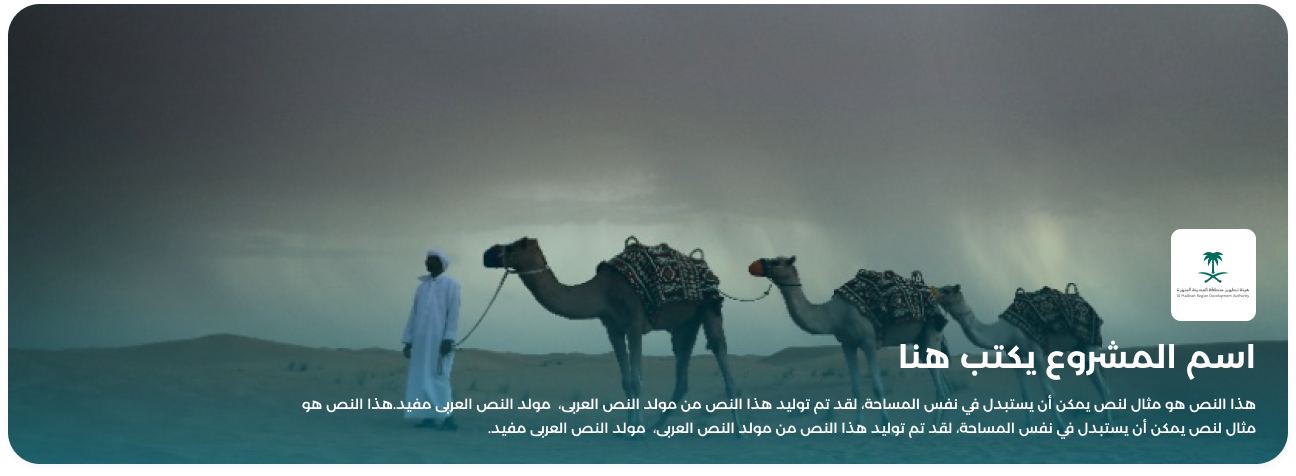 هيئة تطوير منطقة المدينة المنورة
Al Madinah Region Development Authority
اسم المشروع يكتب هنا
هذا النص هو مثال لنص يمكن أن يستبدل في نفس المساحة، لقد تم توليد هذا النص من مولد النص العربى، مولد النص العربى مفيد.هذا النص هو
مثال لنص يمكن أن يستبدل في نفس المساحة، لقد تم توليد هذا النص من مولد النص العربى، مولد النص العربى مفيد.